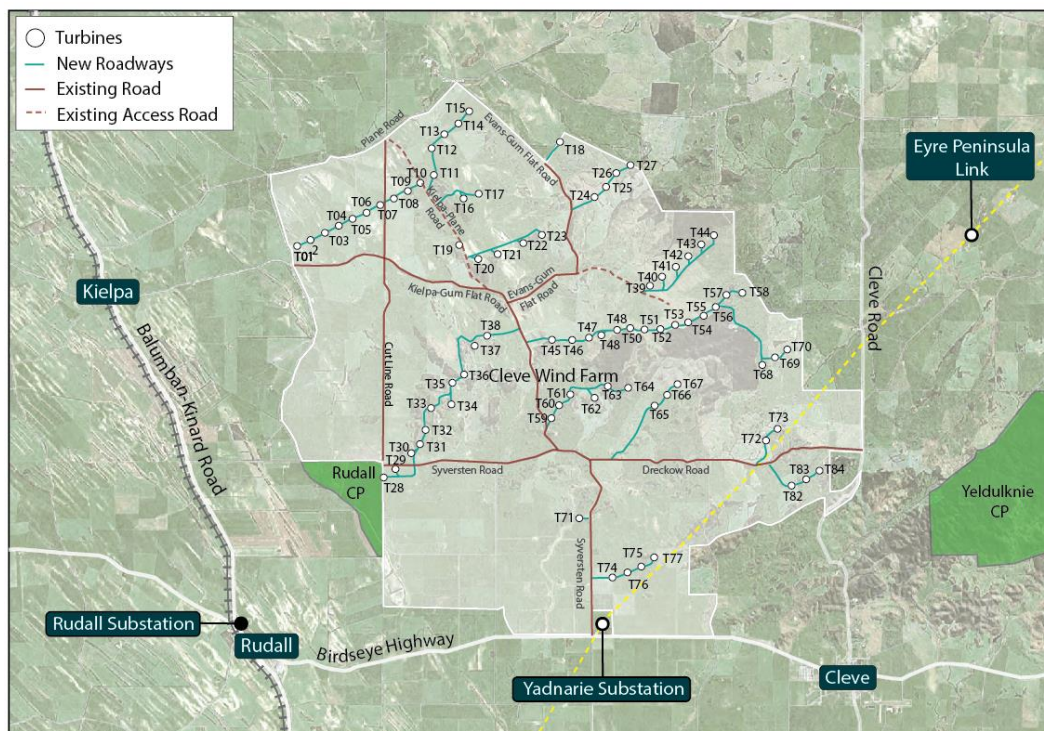 Turbines
New Roadways
Existing Road
Existing Access Road
T15
T14
T13
T12
T11
T10
T09
T08
T07
T06
T05
T04
T03
2
T01
T16
T17
T18
T19
T20
T21
T22
T23
T24
T25
T26
T27
Plane Road
Evans-Gum Flat Road
Kielpa-Plane
Road
Kielpa-Gum Flat Road
Evans-Gum
Flat Road
Eyre Peninsula
Link
Kielpa
Balumban-Kinard Road
Cut Line Road
Cleve Road
T44
T43
T42
T41
T40
T39
T58
T57
T56
T55
T54
T53
T52
T51
T50
T48
T48
T47
T46
T45
T38
T37
T36
T35
T34
T33
T32
T31
T30
T29
T28
Cleve Wind Farm
T59
T60
T61
T62
T63
T64
T65
T66
T67
T68
T69
T70
T72
T73
T82
T83
T84
Rudall
CP
Syversten Road
Dreckow Road
Yeldulknie
CP
T71
Syversten Road
T74
T75
T76
T77
Rudall Substation
Rudall
Birdseye Highway
Yadnarie Substation
Cleve